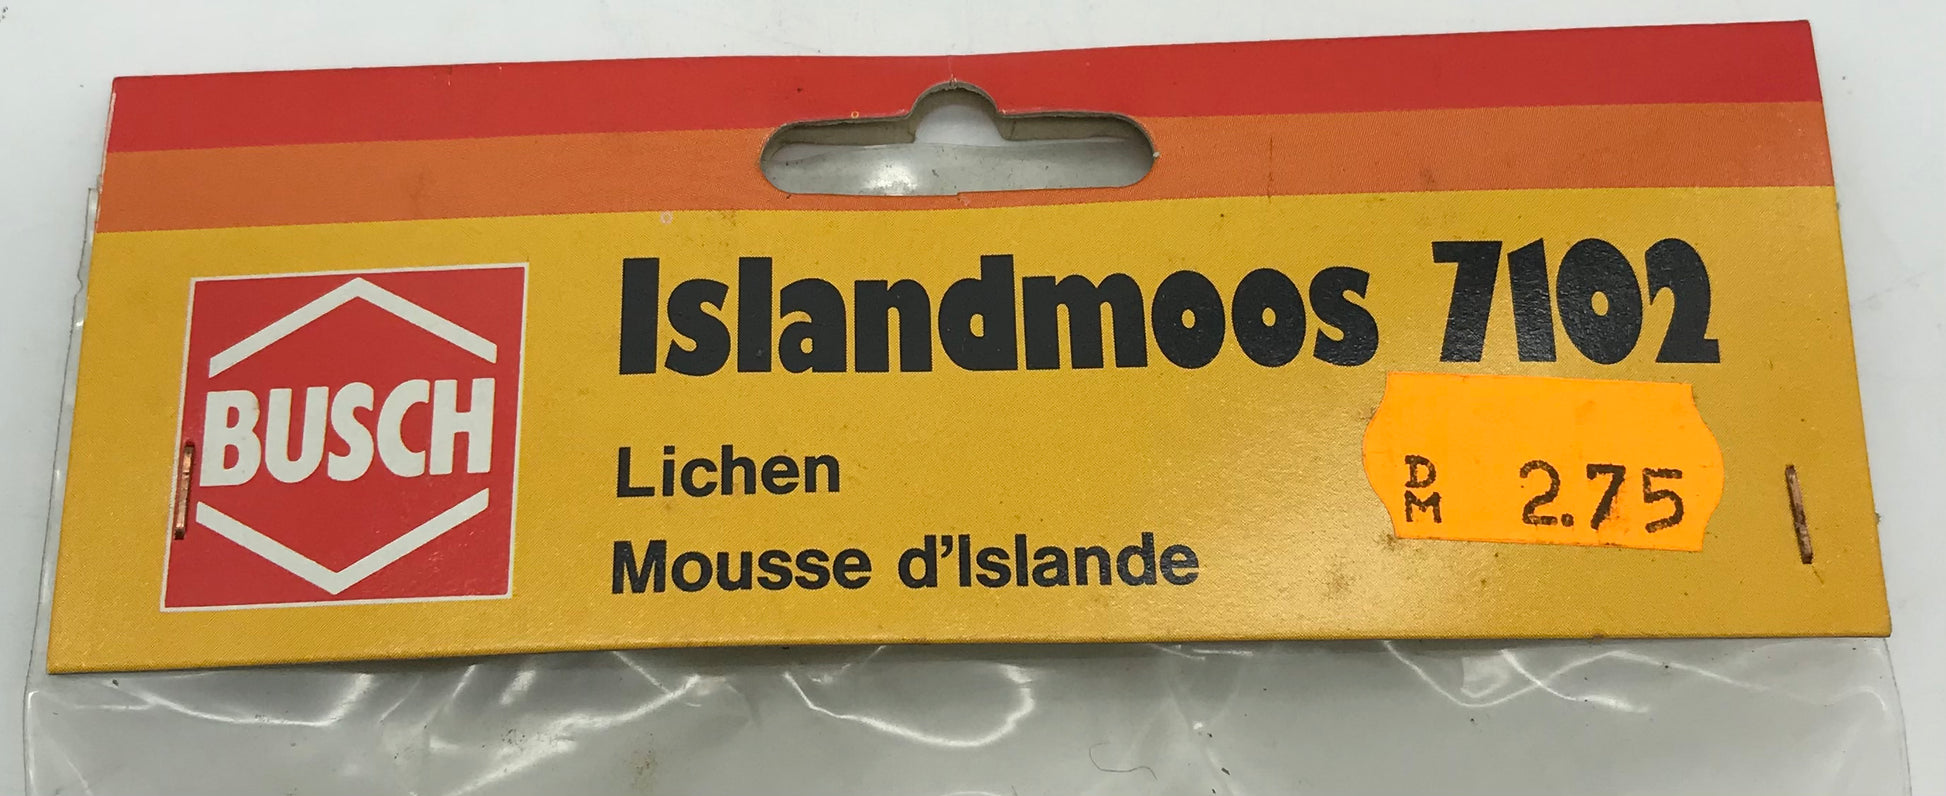 Islandmoos 7102
BUSCH
Lichen
DM 2.75
Mousse d’Islande